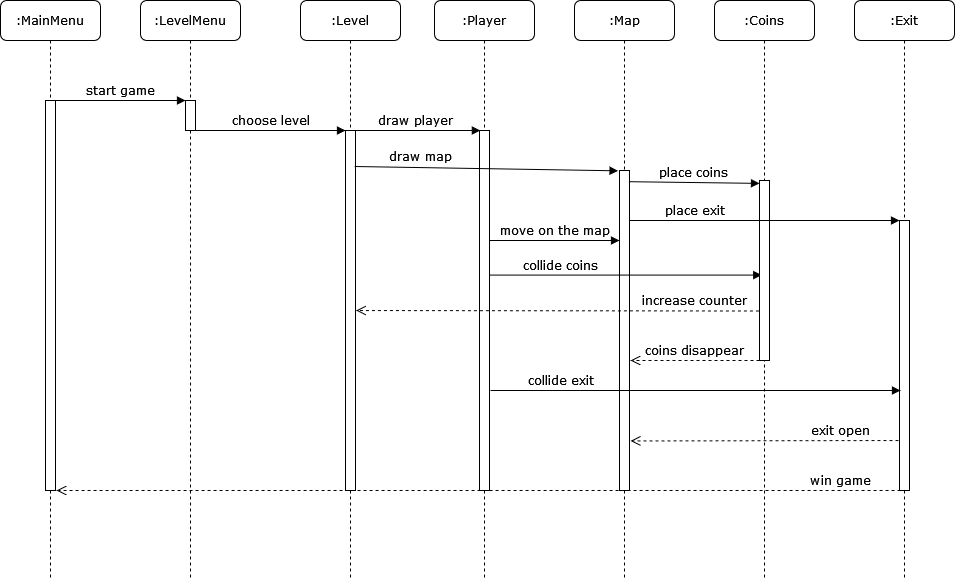 :MainMenu
:LevelMenu
:Level
:Player
:Map
:Coins
:Exit
start game
choose level
draw player
draw map
place coins
place exit
move on the map
collide coins
increase counter
coins disappear
collide exit
exit open
win game